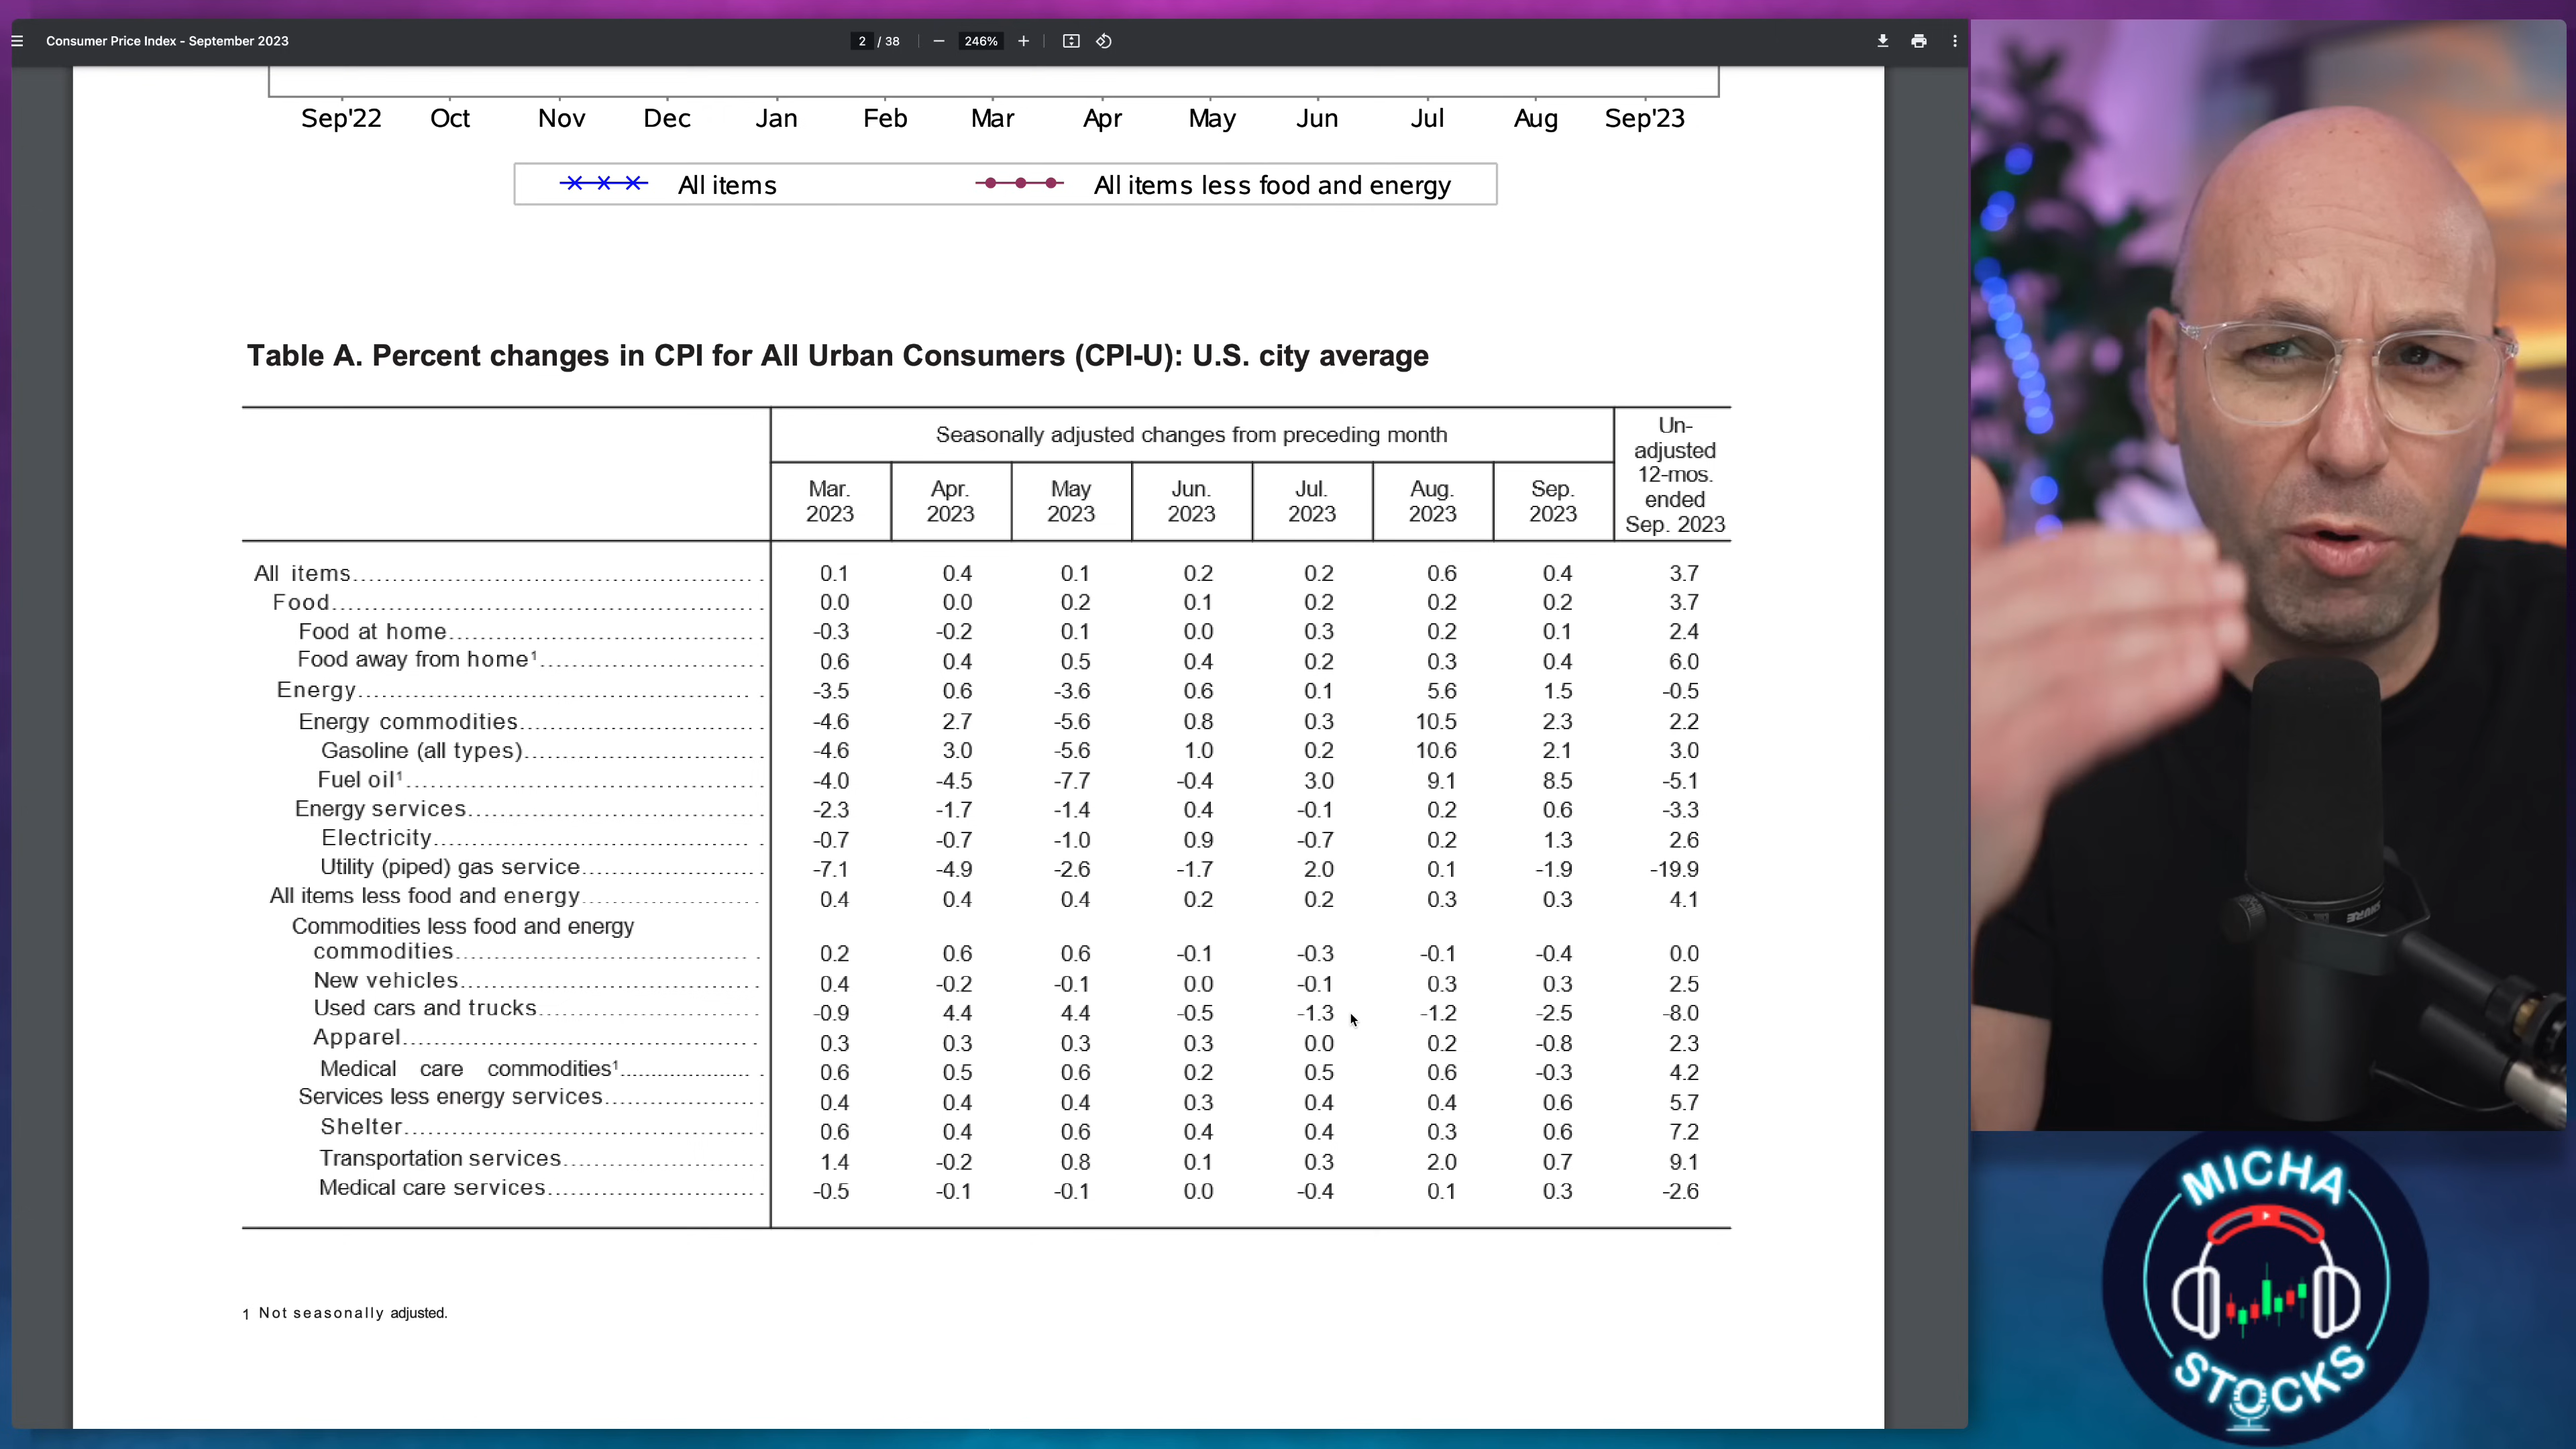 Consumer Price Index - September 2023
2 / 38
246%
Sep'22 Oct Nov Dec Jan Feb Mar Apr May Jun Jul Aug Sep'23
All items All items less food and energy
Table A. Percent changes in CPI for All Urban Consumers (CPI-U): U.S. city average
Seasonally adjusted changes from preceding month
Un-
adjusted
12-mos.
ended
Sep. 2023
Mar. 2023
Apr. 2023
May 2023
Jun. 2023
Jul. 2023
Aug. 2023
Sep. 2023
All items 0.1 0.4 0.1 0.2 0.2 0.6 0.4 3.7
Food 0.0 0.0 0.2 0.1 0.2 0.2 0.2 3.7
Food at home -0.3 -0.2 0.1 0.0 0.3 0.2 0.1 2.4
Food away from home¹ 0.6 0.4 0.5 0.4 0.2 0.3 0.4 6.0
Energy -3.5 0.6 -3.6 0.6 0.1 5.6 1.5 -0.5
Energy commodities -4.6 2.7 -5.6 0.8 0.3 10.5 2.3 2.2
Gasoline (all types) -4.6 3.0 -5.6 1.0 0.2 10.6 2.1 3.0
Fuel oil¹ -4.0 -4.5 -7.7 -0.4 3.0 9.1 8.5 -5.1
Energy services -2.3 -1.7 -1.4 0.4 -0.1 0.2 0.6 -3.3
Electricity -0.7 -0.7 -1.0 0.9 -0.7 0.2 1.3 2.6
Utility (piped) gas service -7.1 -4.9 -2.6 -1.7 2.0 0.1 -1.9 -19.9
All items less food and energy 0.4 0.4 0.4 0.2 0.2 0.3 0.3 4.1
Commodities less food and energy
commodities 0.2 0.6 0.6 -0.1 -0.3 -0.1 -0.4 0.0
New vehicles 0.4 -0.2 -0.1 0.0 -0.1 0.3 0.3 2.5
Used cars and trucks -0.9 4.4 4.4 -0.5 -1.3 -1.2 -2.5 -8.0
Apparel 0.3 0.3 0.3 0.3 0.0 0.2 -0.8 2.3
Medical care commodities¹ 0.6 0.5 0.6 0.2 0.5 0.6 -0.3 4.2
Services less energy services 0.4 0.4 0.4 0.3 0.4 0.4 0.6 5.7
Shelter 0.6 0.4 0.6 0.4 0.4 0.3 0.6 7.2
Transportation services 1.4 -0.2 0.8 0.1 0.3 2.0 0.7 9.1
Medical care services -0.5 -0.1 -0.1 0.0 -0.4 0.1 0.3 -2.6
1 Not seasonally adjusted.
SHURE
MICHA
STOCKS